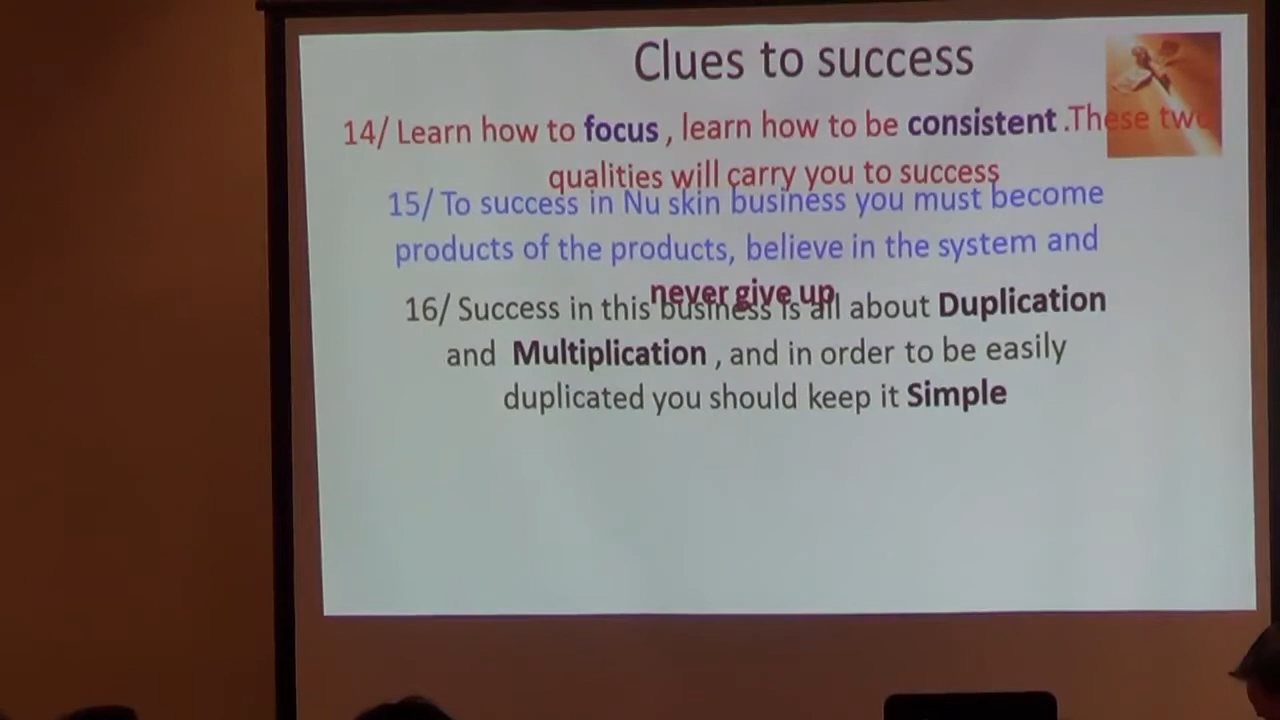 Clues to success
14/ Learn how to focus , learn how to be consistent .These two
qualities will carry you to success
15/ To success in Nu skin business you must become
products of the products, believe in the system and
never give up
16/ Success in this business is all about Duplication
and Multiplication , and in order to be easily
duplicated you should keep it Simple